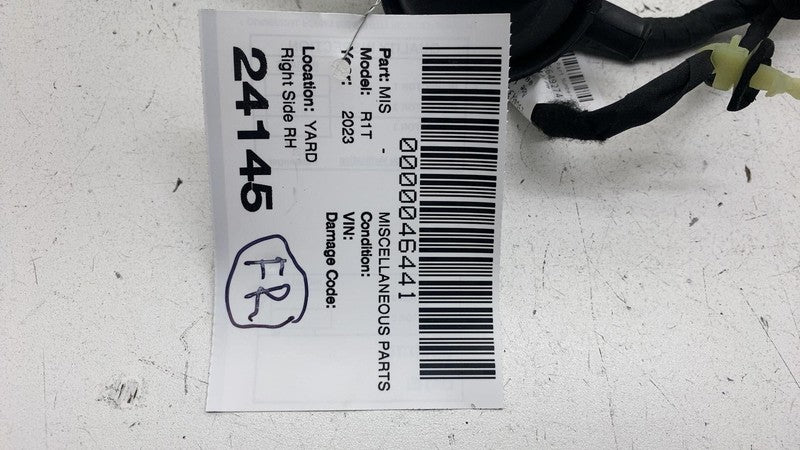 0000046441
Part: MIS - MISCELLANEOUS PARTS
Model: R1T Condition:
Year: 2023 VIN:
Damage Code:
Location: YARD
Right Side RH
24145
FR